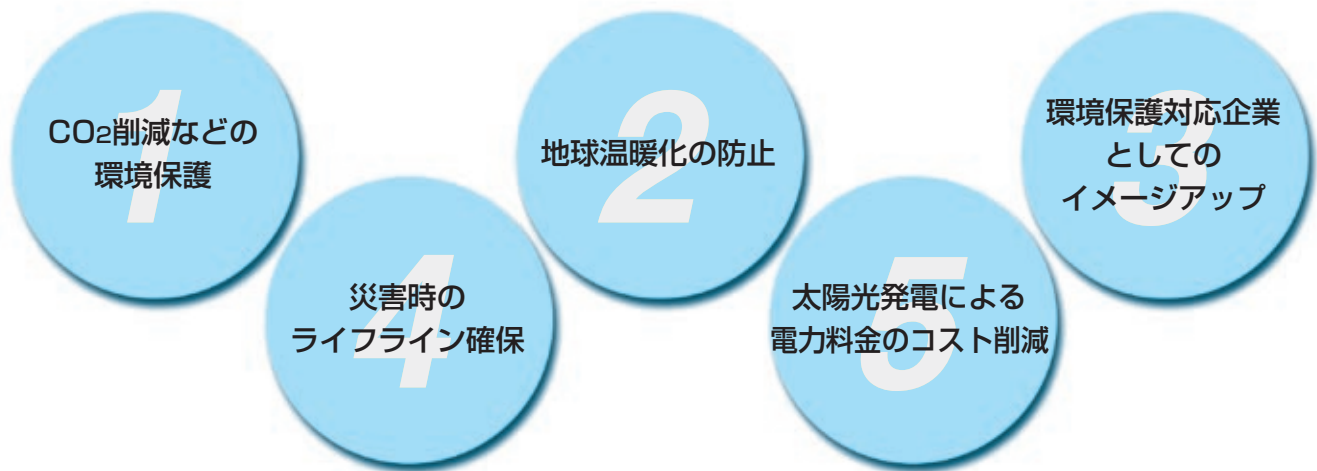 1
CO2削減などの
環境保護
2
地球温暖化の防止
3
環境保護対応企業
としての
イメージアップ
4
災害時の
ライフライン確保
5
太陽光発電による
電力料金のコスト削減